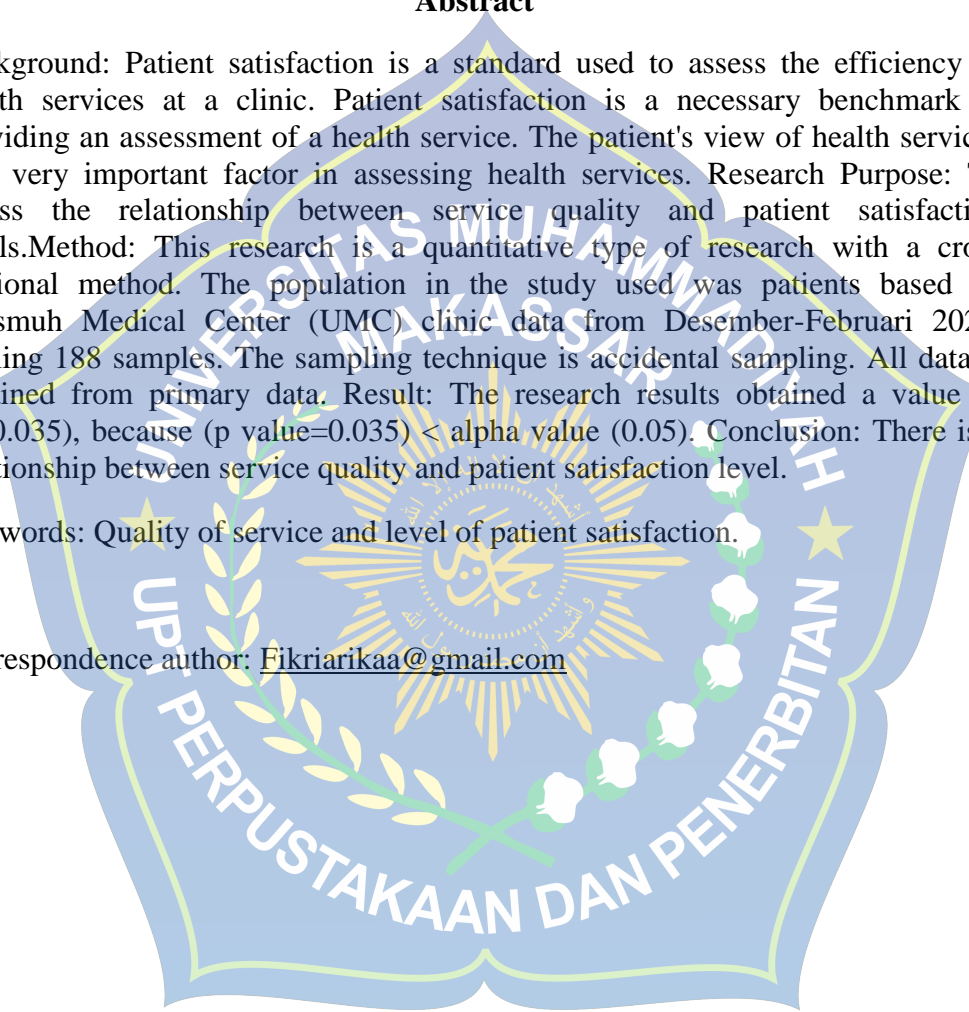 Abstract
kground: Patient satisfaction is a standard used to assess the efficiency
th services at a clinic. Patient satisfaction is a necessary benchmark
viding an assessment of a health service. The patient's view of health servic
very important factor in assessing health services. Research Purpose:
ss the relationship between service quality and patient satisfacti
ls.Method: This research is a quantitative type of research with a cro
ional method. The population in the study used was patients based
smuh Medical Center (UMC) clinic data from Desember-Februari 202
ling 188 samples. The sampling technique is accidental sampling. All data
ined from primary data. Result: The research results obtained a value
0.035), because (p value=0.035) < alpha value (0.05). Conclusion: There is
tionship between service quality and patient satisfaction level.
words: Quality of service and level of patient satisfaction.
respondence author: Fikriarikaa@gmail.com
UNIVERSITAS MUHAMMADIYAH
MAKASSAR
UPT PERPUSTAKAAN DAN PENERBITAN